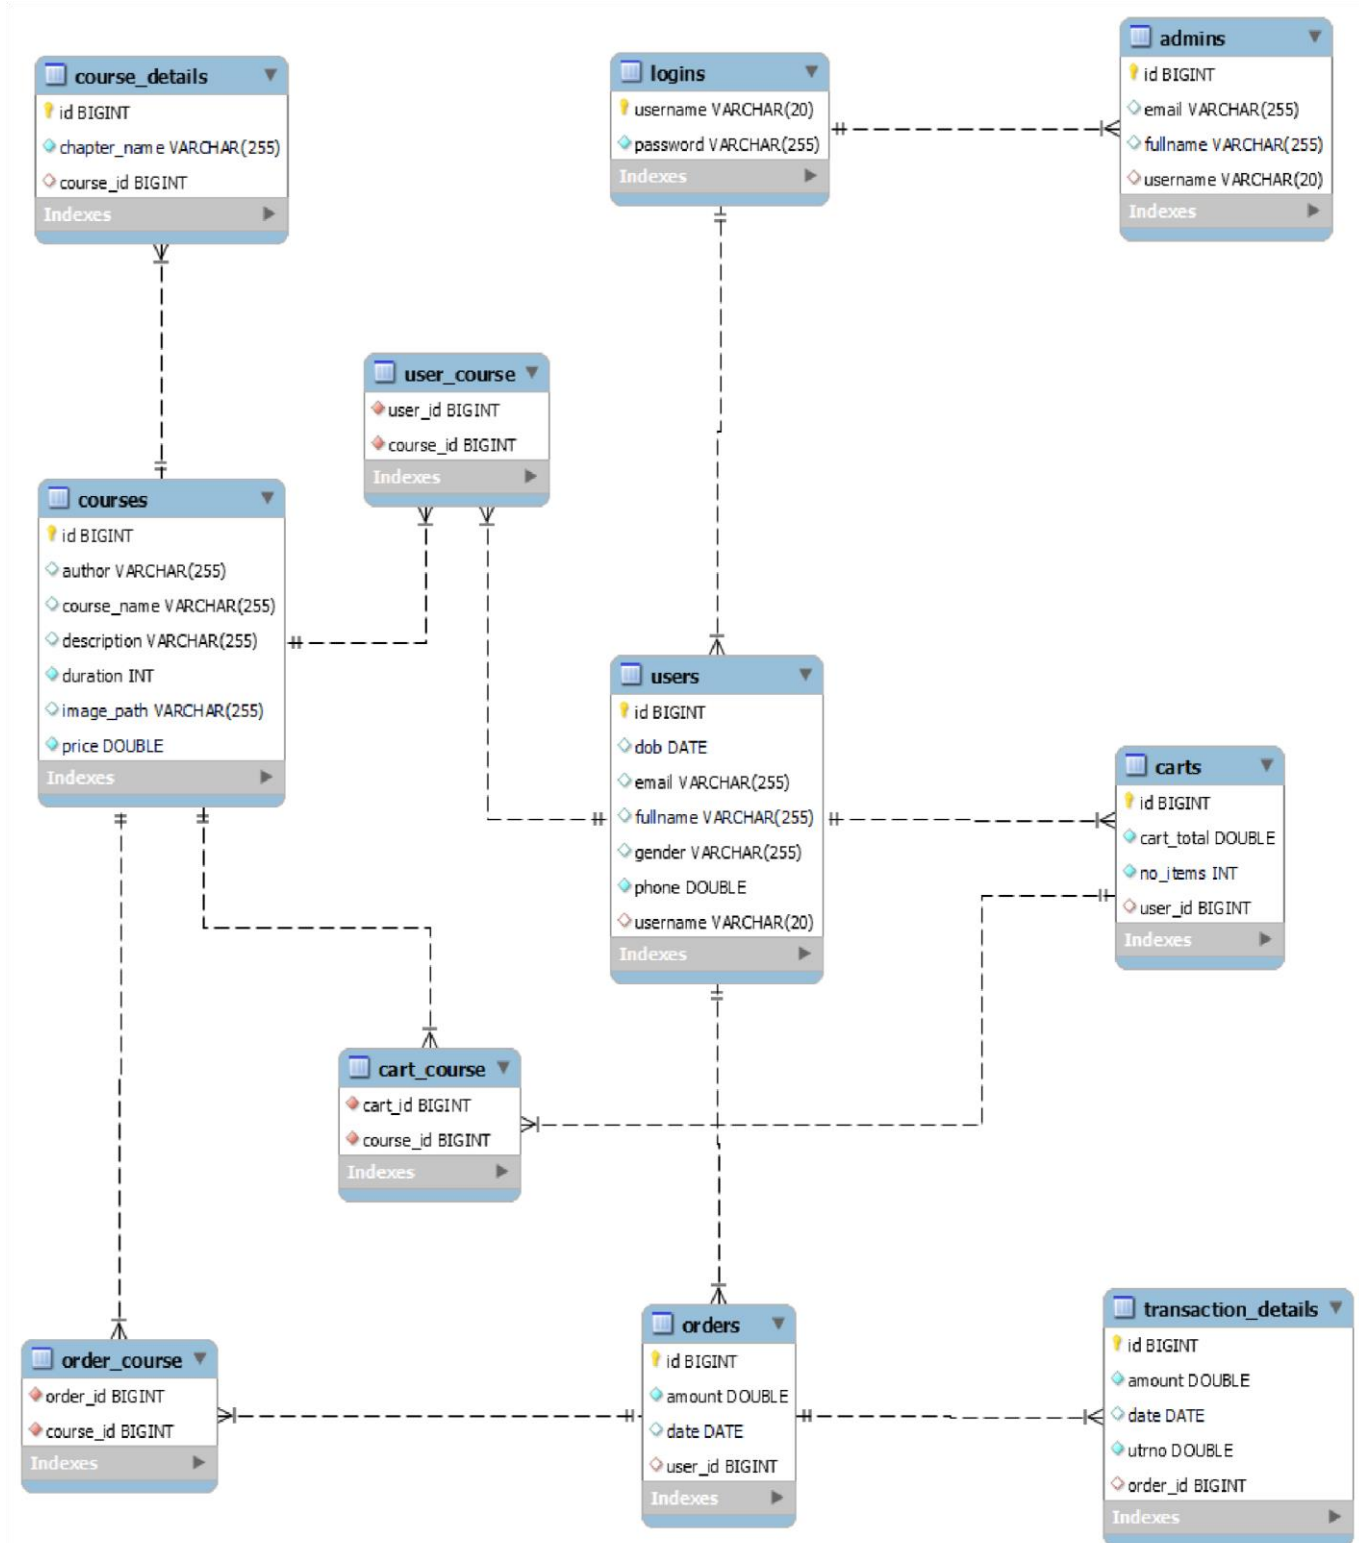 course_details
id BIGINT
chapter_name VARCHAR(255)
course_id BIGINT
Indexes
logins
username VARCHAR(20)
password VARCHAR(255)
Indexes
admins
id BIGINT
email VARCHAR(255)
fullname VARCHAR(255)
username VARCHAR(20)
Indexes
user_course
user_id BIGINT
course_id BIGINT
Indexes
courses
id BIGINT
author VARCHAR(255)
course_name VARCHAR(255)
description VARCHAR(255)
duration INT
image_path VARCHAR(255)
price DOUBLE
Indexes
users
id BIGINT
dob DATE
email VARCHAR(255)
fullname VARCHAR(255)
gender VARCHAR(255)
phone DOUBLE
username VARCHAR(20)
Indexes
carts
id BIGINT
cart_total DOUBLE
no_items INT
user_id BIGINT
Indexes
cart_course
cart_id BIGINT
course_id BIGINT
Indexes
order_course
order_id BIGINT
course_id BIGINT
Indexes
orders
id BIGINT
amount DOUBLE
date DATE
user_id BIGINT
Indexes
transaction_details
id BIGINT
amount DOUBLE
date DATE
utrno DOUBLE
order_id BIGINT
Indexes